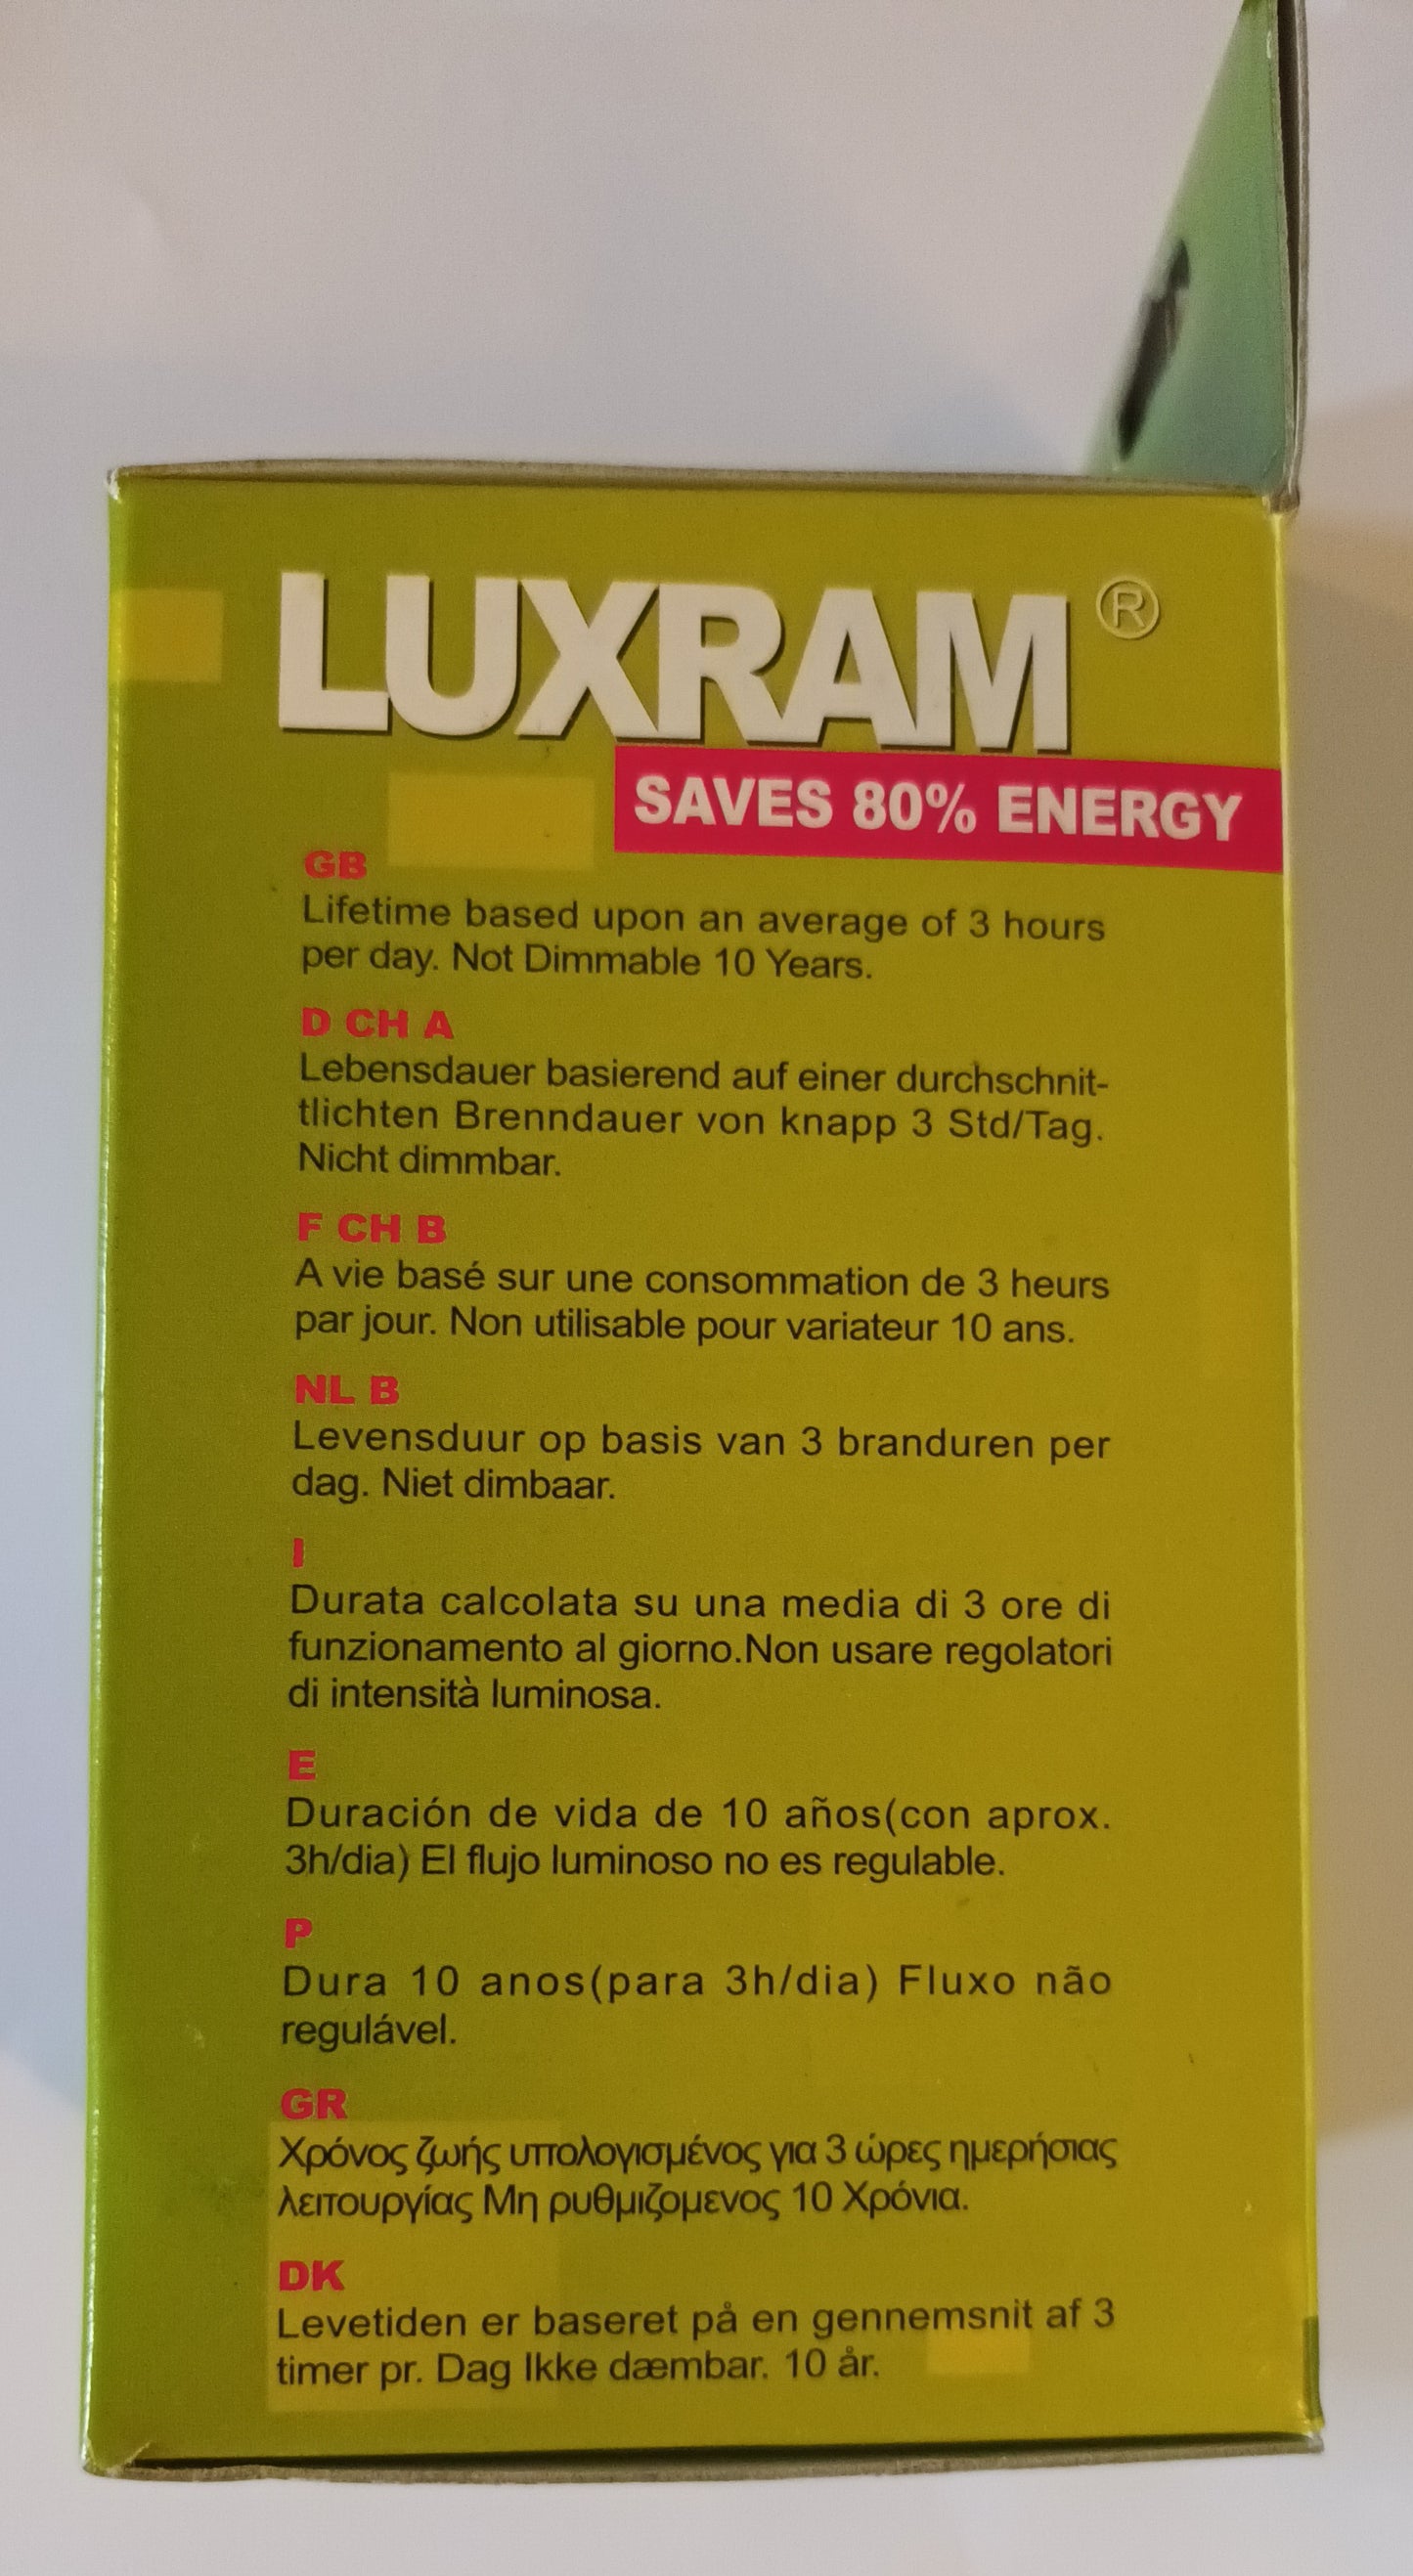 LUXRAM ®
SAVES 80% ENERGY
GB
Lifetime based upon an average of 3 hours
per day. Not Dimmable 10 Years.
D CH A
Lebensdauer basierend auf einer durchschnit-
tlichten Brenndauer von knapp 3 Std/Tag.
Nicht dimmbar.
F CH B
A vie basé sur une consommation de 3 heurs
par jour. Non utilisable pour variateur 10 ans.
NL B
Levensduur op basis van 3 branduren per
dag. Niet dimbaar.
I
Durata calcolata su una media di 3 ore di
funzionamento al giorno.Non usare regolatori
di intensità luminosa.
E
Duración de vida de 10 años(con aprox.
3h/dia) El flujo luminoso no es regulable.
P
Dura 10 anos(para 3h/dia) Fluxo não
regulável.
GR
Χρόνος ζωής υπολογισμένος για 3 ώρες ημερήσιας
λειτουργίας Μη ρυθμιζομενος 10 Χρόνια.
DK
Levetiden er baseret på en gennemsnit af 3
timer pr. Dag Ikke dæmbar. 10 år.